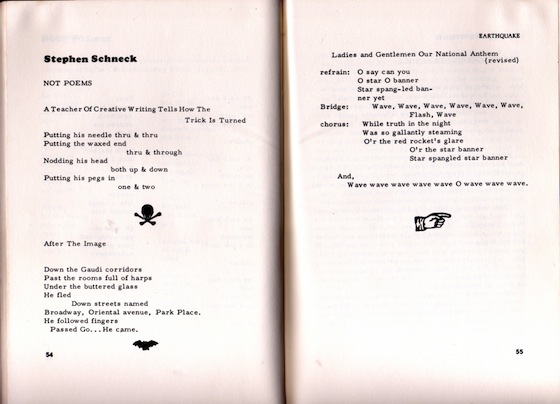 Stephen Schneck
NOT POEMS
A Teacher Of Creative Writing Tells How The
Trick Is Turned
Putting his needle thru & thru
Putting the waxed end
thru & through
Nodding his head
both up & down
Putting his pegs in
one & two
After The Image
Down the Gaudi corridors
Past the rooms full of harps
Under the buttered glass
He fled
Down streets named
Broadway, Oriental avenue, Park Place.
He followed fingers
Passed Go...He came.
54
EARTHQUAKE
Ladies and Gentlemen Our National Anthem
(revised)
refrain: O say can you
O star O banner
Star spang-led ban-
ner yet
Bridge: Wave, Wave, Wave, Wave, Wave, Wave,
Flash, Wave
chorus: While truth in the night
Was so gallantly steaming
O'r the red rocket's glare
O'r the star banner
Star spangled star banner
And,
Wave wave wave wave wave O wave wave wave.
55